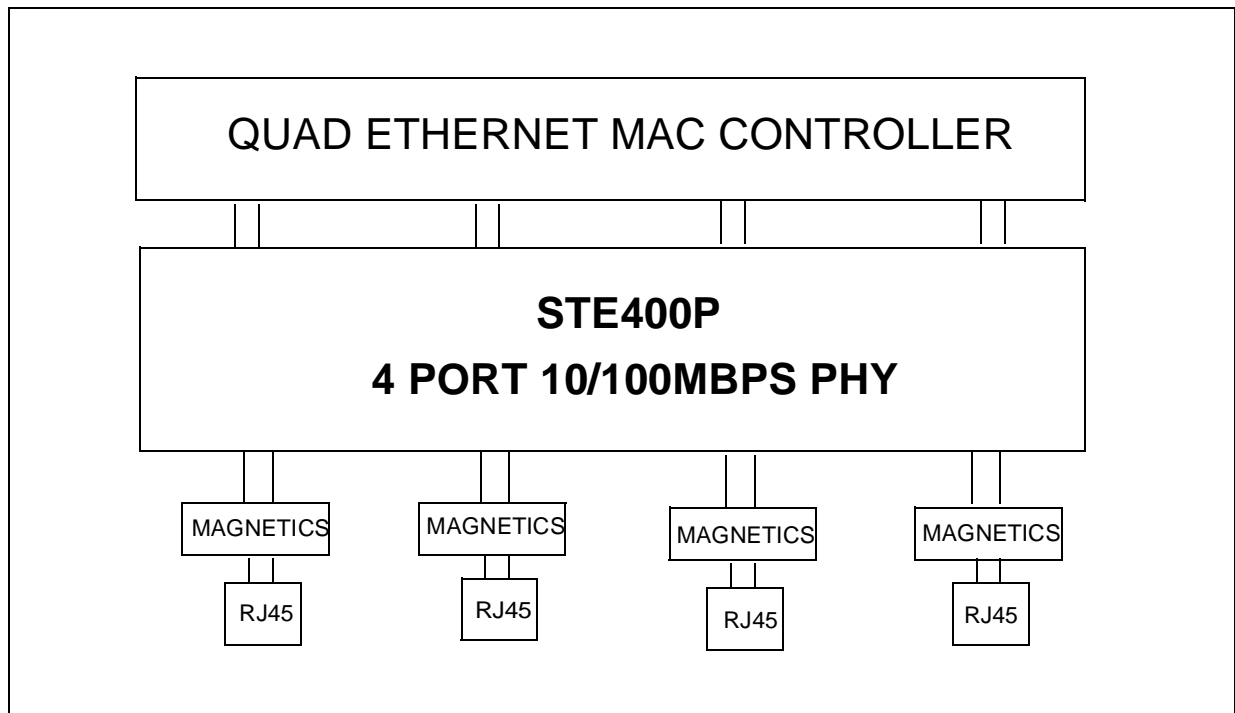 QUAD ETHERNET MAC CONTROLLER
STE400P
4 PORT 10/100MBPS PHY
MAGNETICS
MAGNETICS
MAGNETICS
MAGNETICS
RJ45
RJ45
RJ45
RJ45